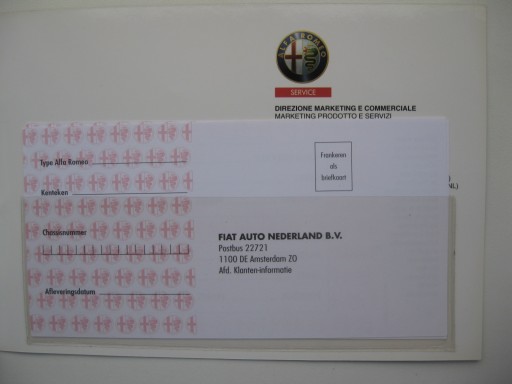 ALFA ROMEO
SERVICE
DIREZIONE MARKETING E COMMERCIALE
MARKETING PRODOTTO E SERVIZI
NL)
Type Alfa Romeo
Kenteken
Chassisnummer
Afleveringsdatum
Frankeren
als
briefkaart
FIAT AUTO NEDERLAND B.V.
Postbus 22721
1100 DE Amsterdam ZO
Afd. Klanten-informatie